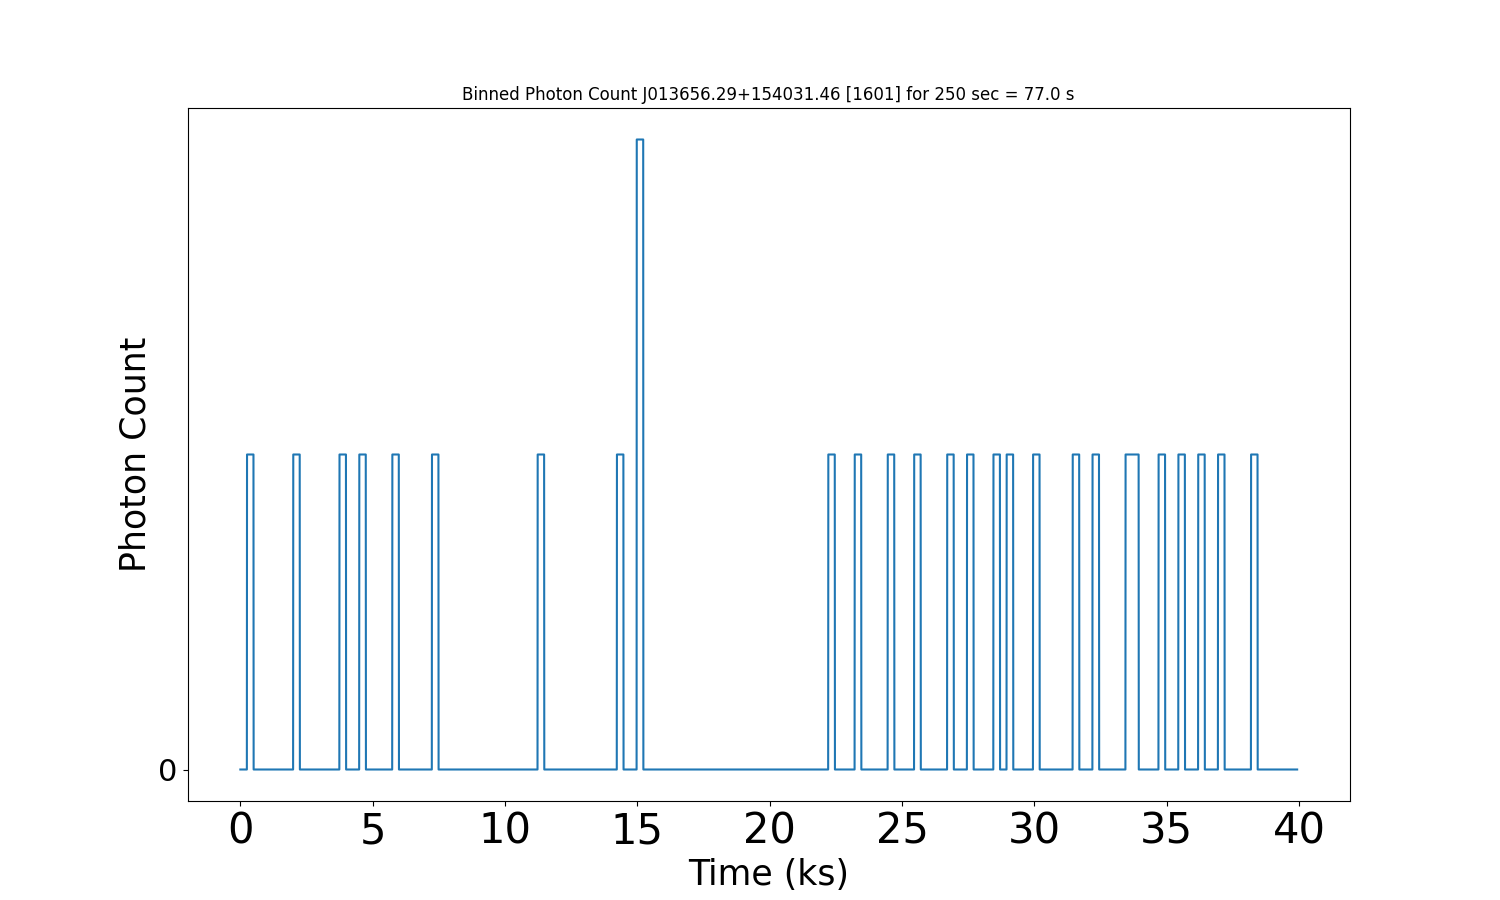 Binned Photon Count J013656.29+154031.46 [1601] for 250 sec = 77.0 s
Photon Count
0
0 5 10 15 20 25 30 35 40
Time (ks)